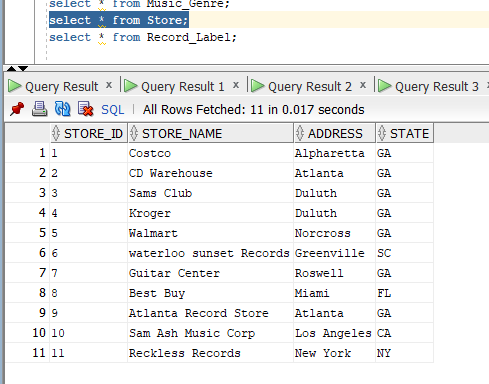 select * from Music_Genre;
select * from Store;
select * from Record_Label;
Query Result x Query Result 1 x Query Result 2 x Query Result 3 x
SQL | All Rows Fetched: 11 in 0.017 seconds
STORE_ID STORE_NAME ADDRESS STATE
1 1 Costco Alpharetta GA
2 2 CD Warehouse Atlanta GA
3 3 Sams Club Duluth GA
4 4 Kroger Duluth GA
5 5 Walmart Norcross GA
6 6 waterloo sunset Records Greenville SC
7 7 Guitar Center Roswell GA
8 8 Best Buy Miami FL
9 9 Atlanta Record Store Atlanta GA
10 10 Sam Ash Music Corp Los Angeles CA
11 11 Reckless Records New York NY